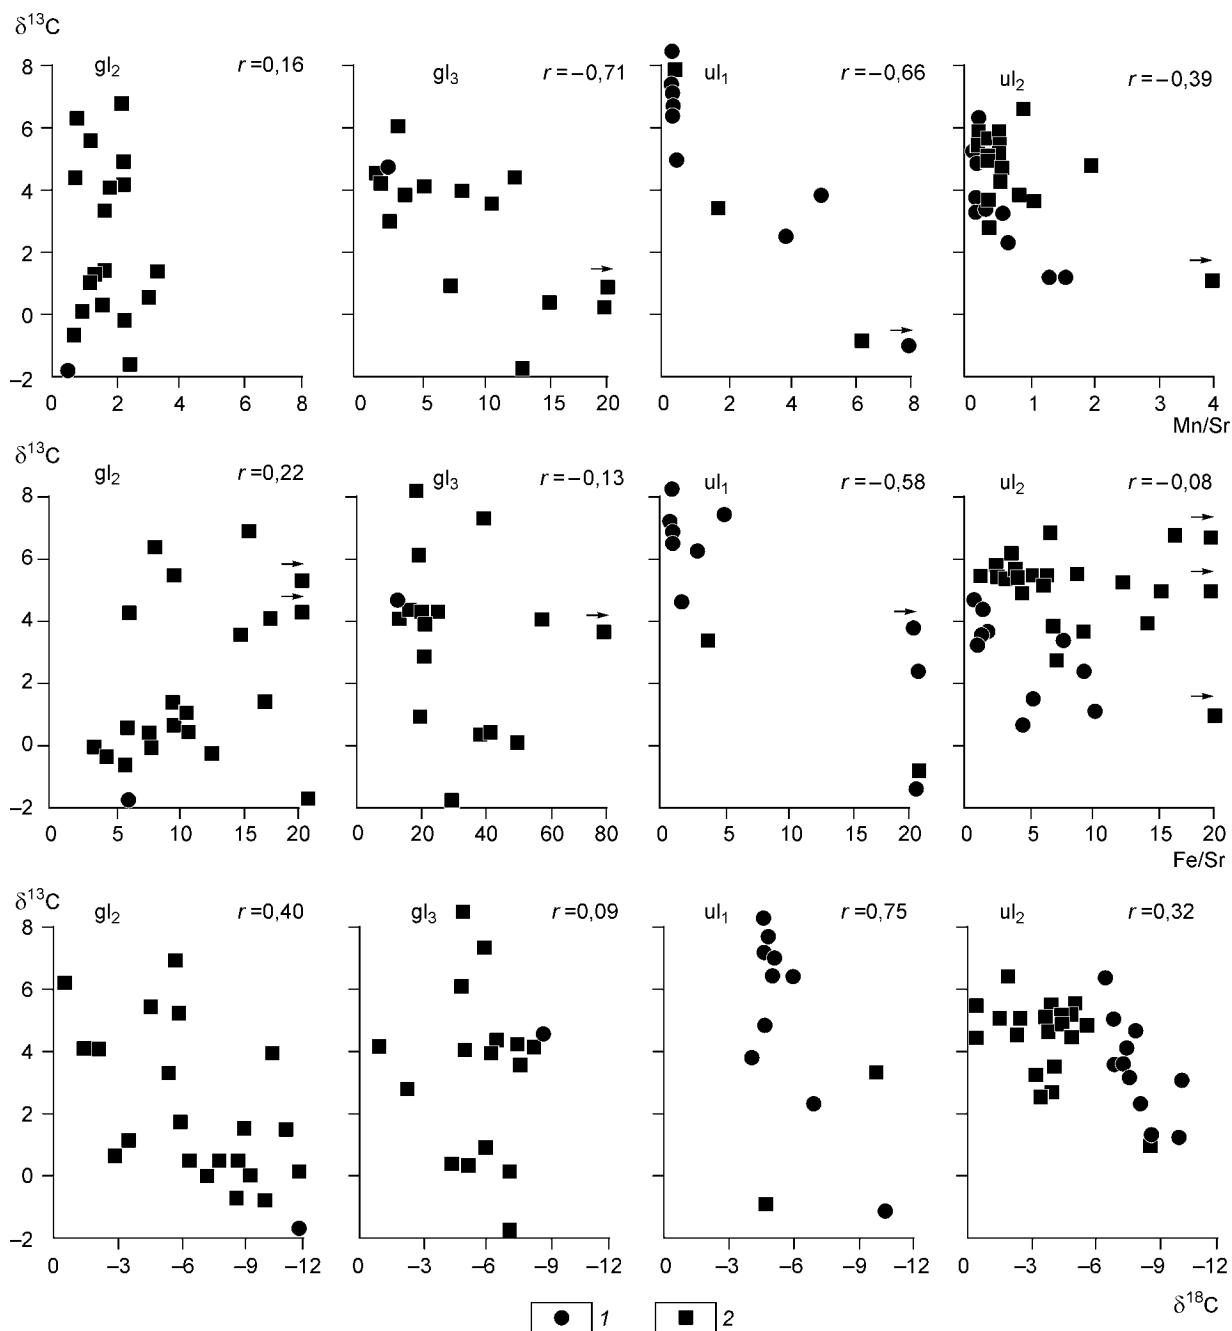 δ¹³C
gl₂ r=0,16 gl₃ r=−0,71 ul₁ r=−0,66 ul₂ r=−0,39
8
6
4
2
0
−2
0 2 4 6 8 0 5 10 15 20 0 2 4 6 8 0 1 2 3 4
Mn/Sr
δ¹³C
gl₂ r=0,22 gl₃ r=−0,13 ul₁ r=−0,58 ul₂ r=−0,08
8
6
4
2
0
−2
0 5 10 15 20 0 20 40 60 80 0 5 10 15 20 0 5 10 15 20
Fe/Sr
δ¹³C
gl₂ r=0,40 gl₃ r=0,09 ul₁ r=0,75 ul₂ r=0,32
8
6
4
2
0
−2
0 −3 −6 −9 −12 0 −3 −6 −9 −12 0 −3 −6 −9 −12 0 −3 −6 −9 −12
δ¹⁸C
1 2